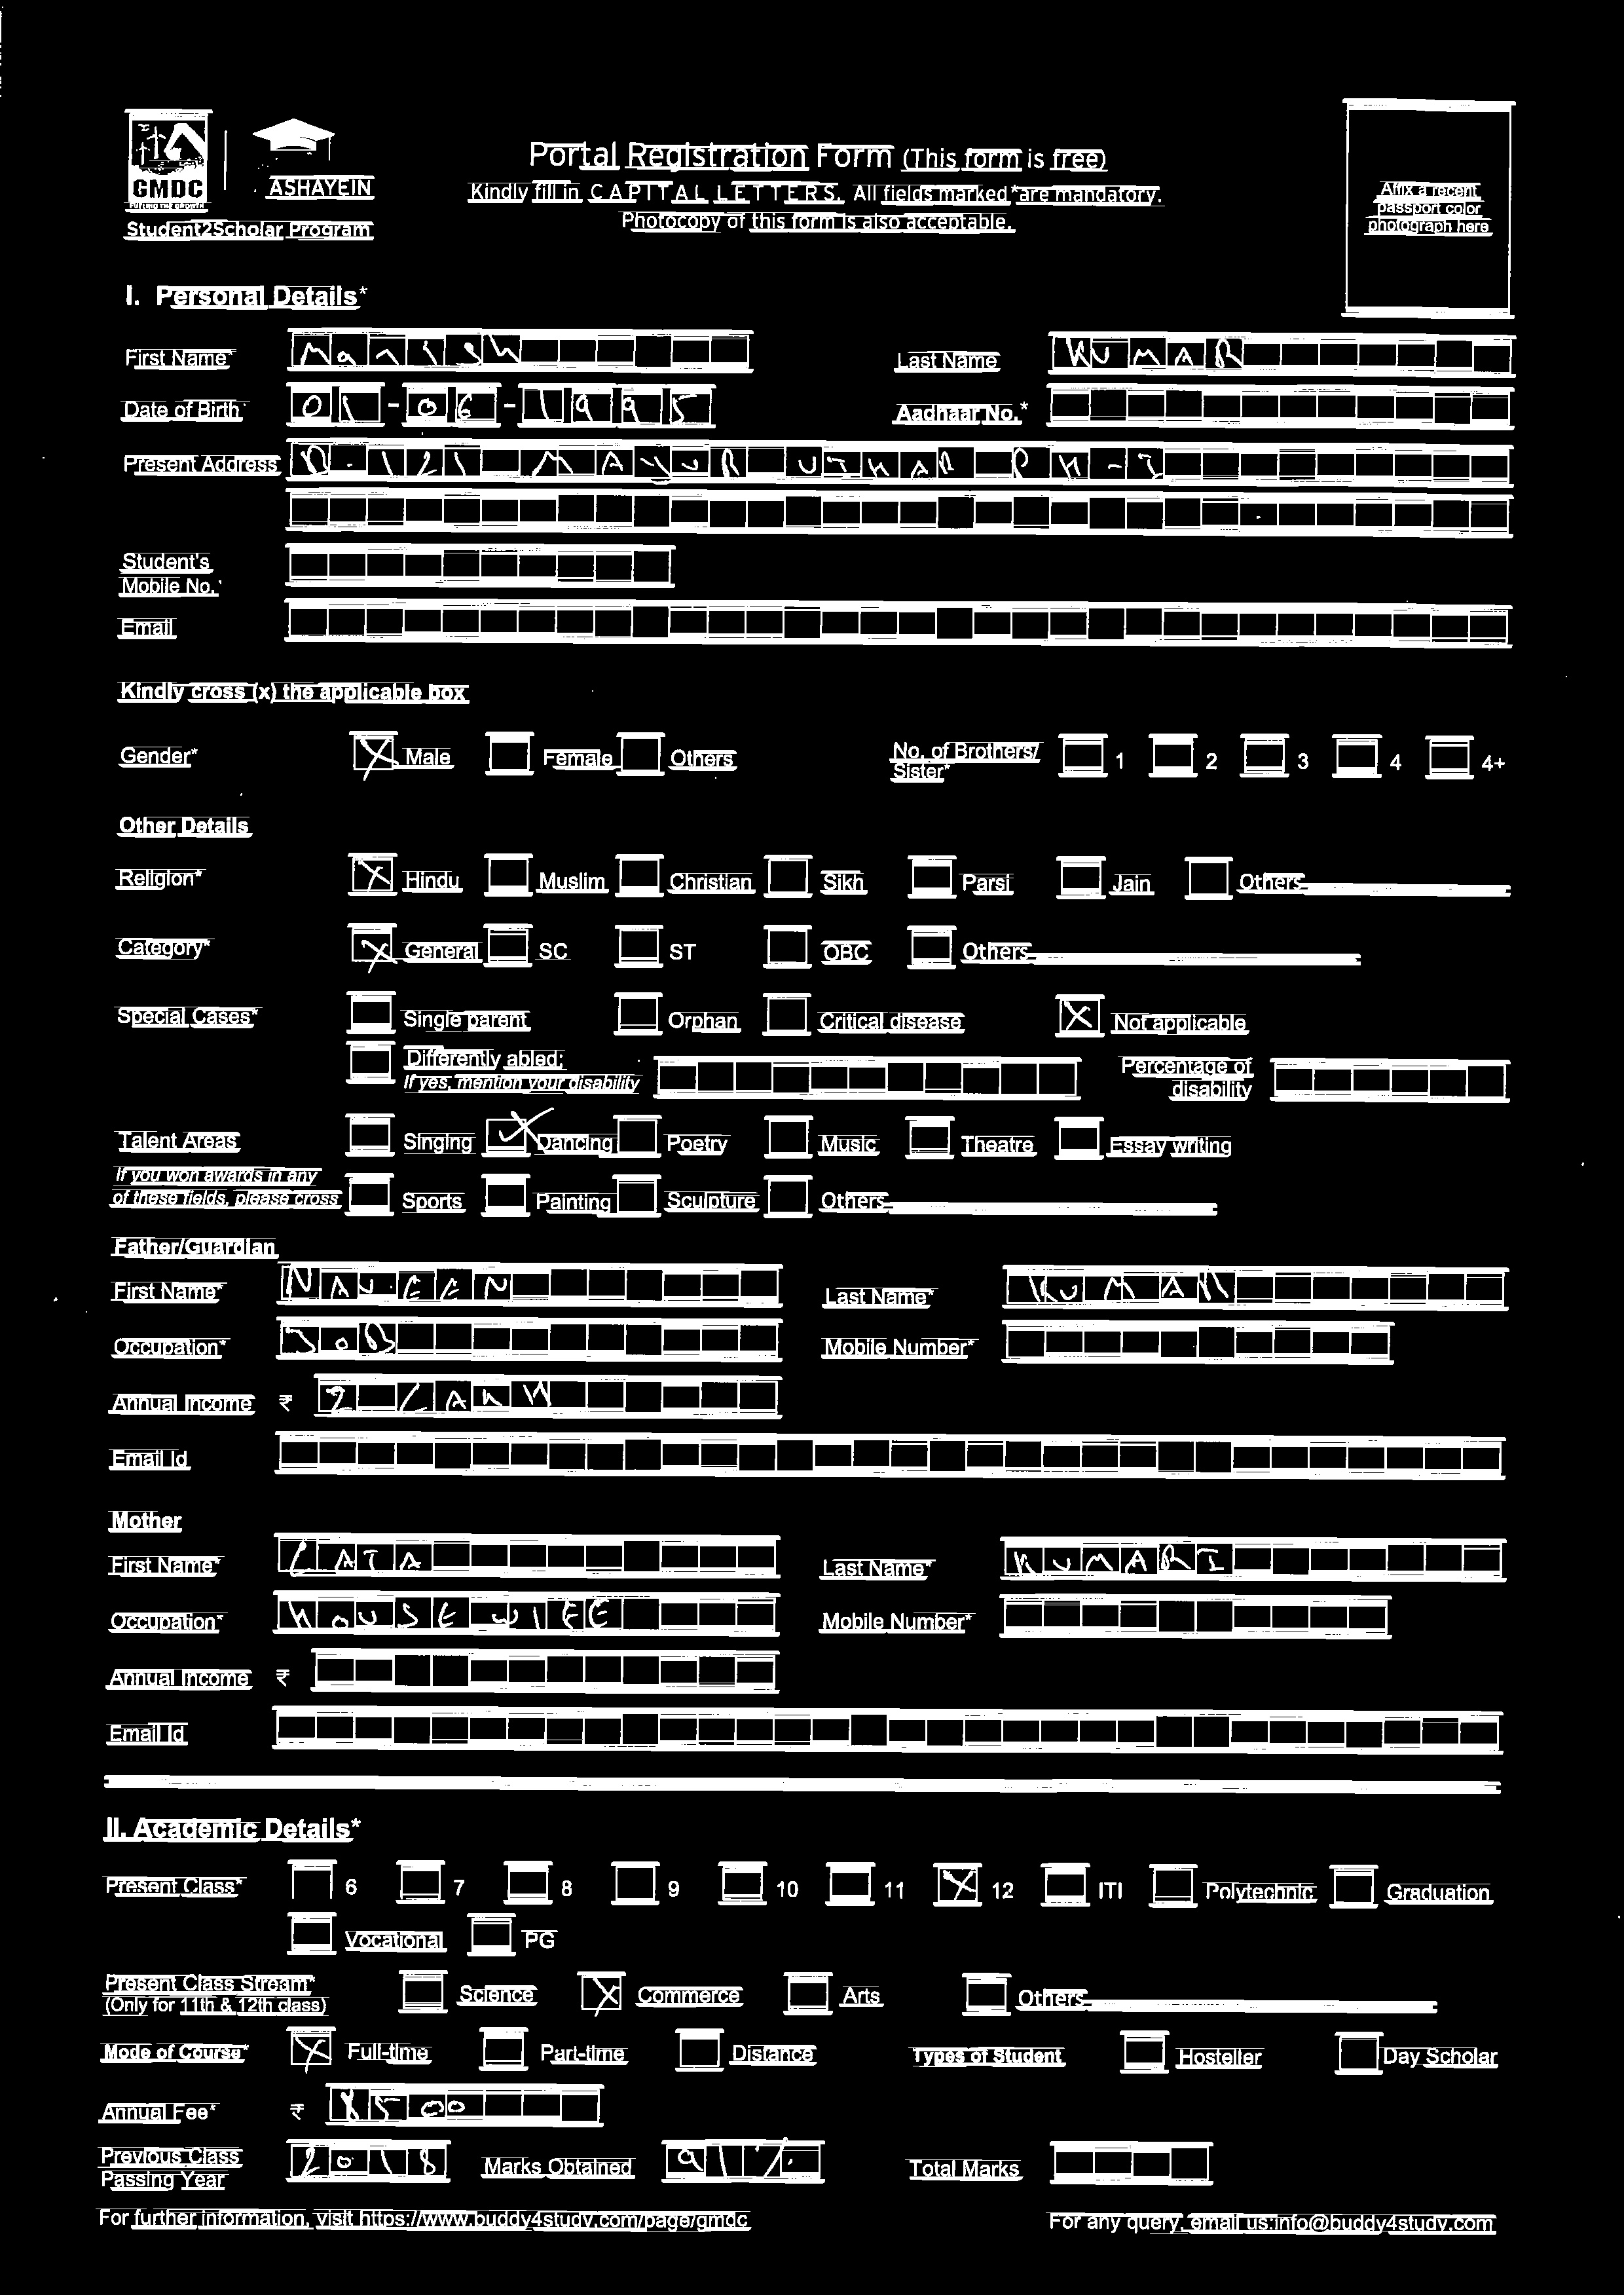 GMDC
FUELING THE GROWTH
ASHAYEIN
Student2Scholar Program
Portal Registration Form (This form is free)
Kindly fill in CAPITAL LETTERS. All fields marked *are mandatory.
Photocopy of this form is also acceptable.
Affix a recent
passport color
photograph here
I. Personal Details*
First Name* Manish Last Name KUMAR
Date of Birth* 01-06-1995 Aadhaar No.*
Present Address D-121 MAYUR VIHAR PH-I
Student's
Mobile No.*
Email
Kindly cross (x) the applicable box
Gender* Male Female Others No. of Brothers/
Sister* 1 2 3 4 4+
Other Details
Religion* Hindu Muslim Christian Sikh Parsi Jain Others
Category* General SC ST OBC Others
Special Cases* Single parent Orphan Critical disease Not applicable
Differently abled; Percentage of
If yes, mention your disability disability
Talent Areas Singing Dancing Poetry Music Theatre Essay writing
If you won awards in any
of these fields, please cross Sports Painting Sculpture Others
Father/Guardian
First Name* NAVEEN Last Name* KUMAR
Occupation* JOB Mobile Number*
Annual Income ₹ 2 LAKH
Email Id
Mother
First Name* LATA Last Name* KUMARI
Occupation* HOUSE WIFE Mobile Number*
Annual Income ₹
Email Id
II. Academic Details*
Present Class* 6 7 8 9 10 11 12 ITI Polytechnic Graduation
Vocational PG
Present Class Stream* Science Commerce Arts Others
(Only for 11th & 12th class)
Mode of Course* Full-time Part-time Distance Types of Student Hosteller Day Scholar
Annual Fee* ₹ 8500
Previous Class
Passing Year 2018 Marks Obtained 91% Total Marks
For further information, visit https://www.buddy4study.com/page/gmdc For any query, email us:info@buddy4study.com